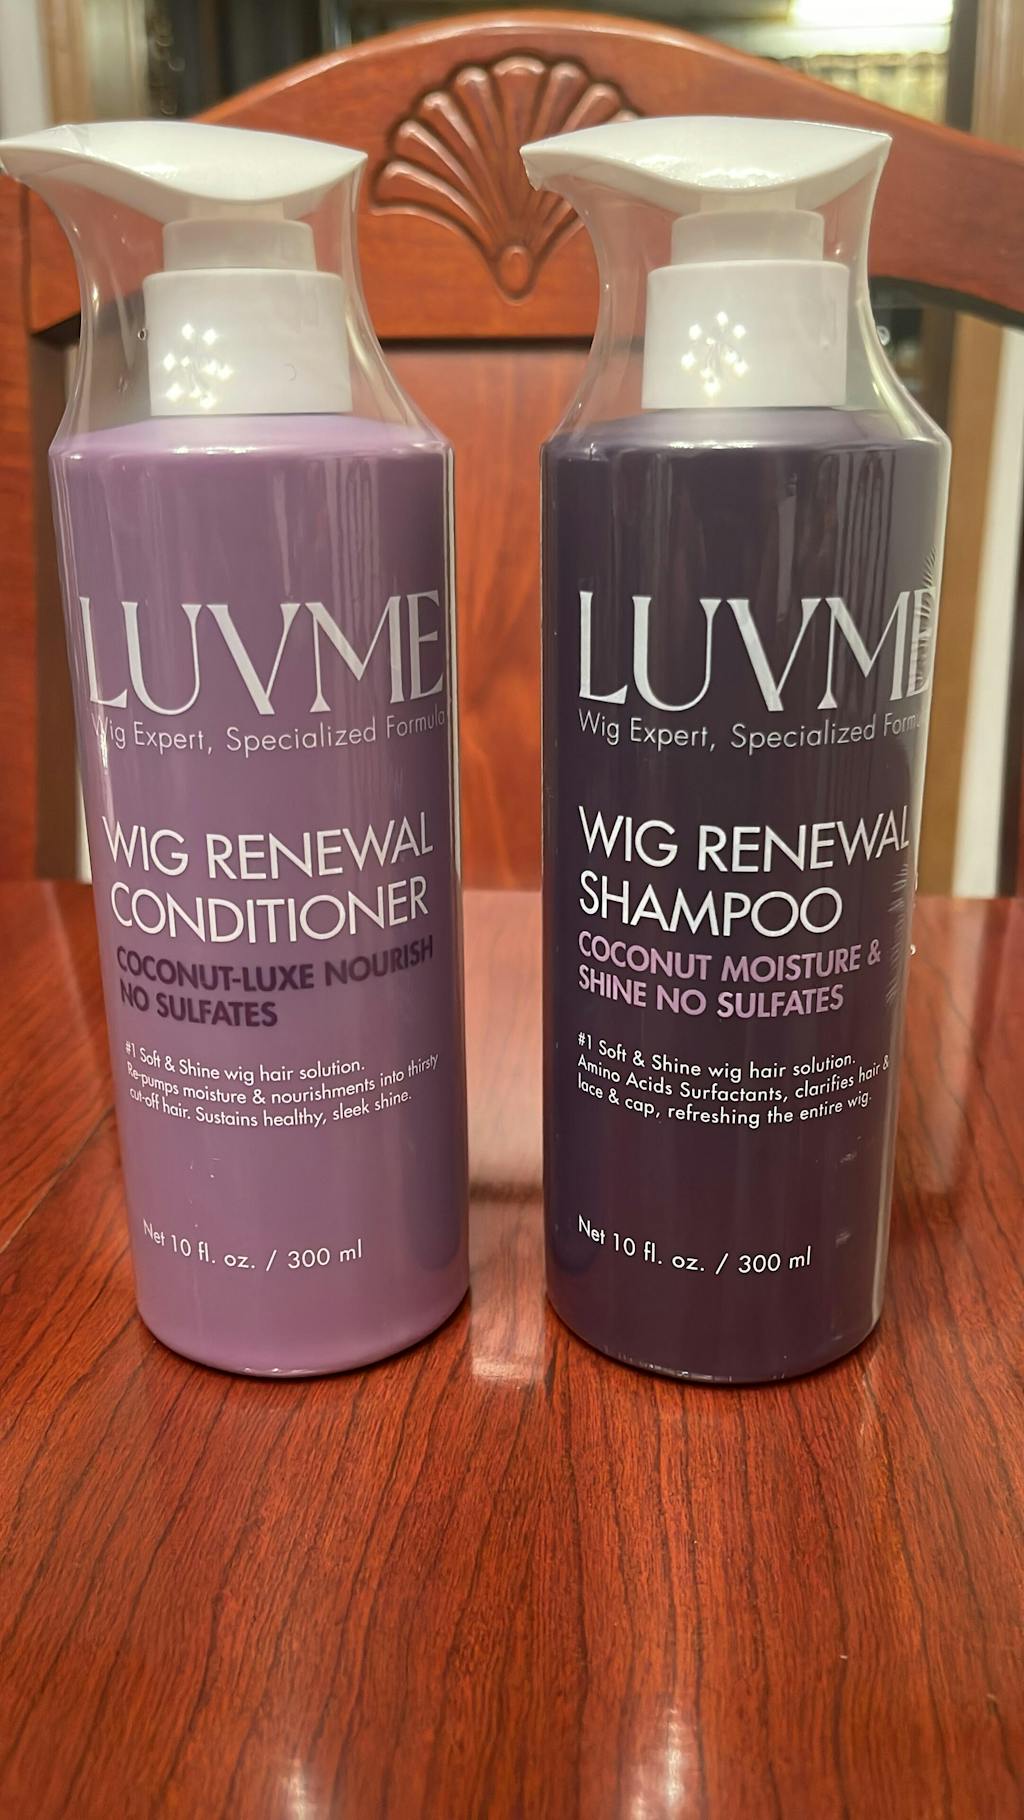 LUVME
Wig Expert, Specialized Formula
WIG RENEWAL
CONDITIONER
COCONUT-LUXE NOURISH
NO SULFATES
#1 Soft & Shine wig hair solution.
Re-pumps moisture & nourishments into thirsty
cut-off hair. Sustains healthy, sleek shine.
Net 10 fl. oz. / 300 ml
LUVME
Wig Expert, Specialized Formu
WIG RENEWAL
SHAMPOO
COCONUT MOISTURE &
SHINE NO SULFATES
#1 Soft & Shine wig hair solution.
Amino Acids Surfactants, clarifies hair &
lace & cap, refreshing the entire wig.
Net 10 fl. oz. / 300 ml